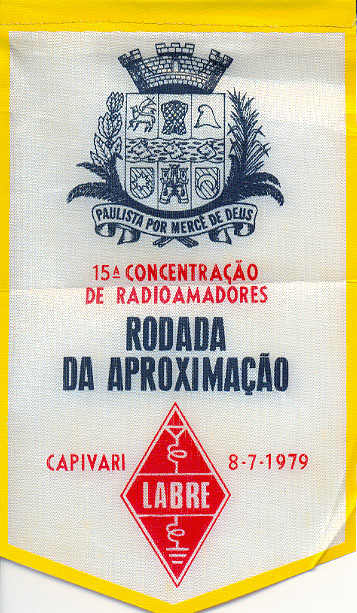 PAULISTA POR MERCÊ DE DEUS
15ª CONCENTRAÇÃO
DE RADIOAMADORES
RODADA
DA APROXIMAÇÃO
CAPIVARI
8-7-1979
LABRE